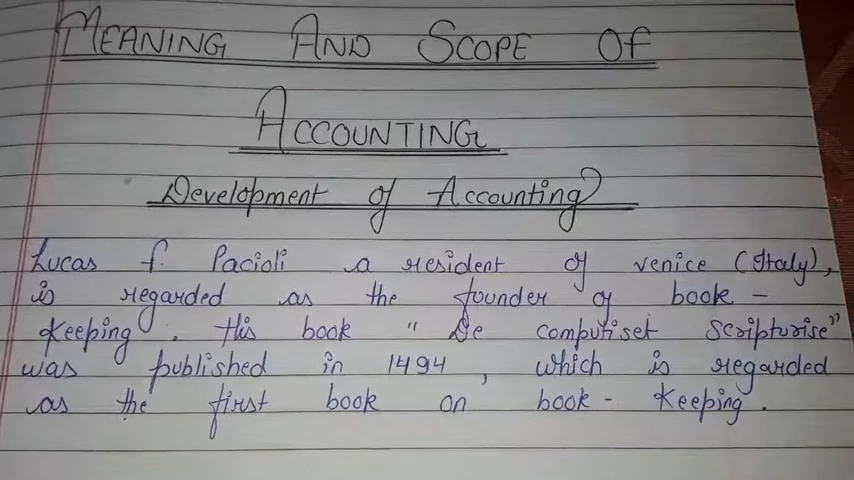 MEANING AND SCOPE OF
ACCOUNTING
Development of Accounting?
Lucas f. Pacioli a resident of venice (Italy),
is regarded as the founder of book -
keeping. This book " De computiset scripturise"
was published in 1494, which is regarded
as the first book on book - keeping.